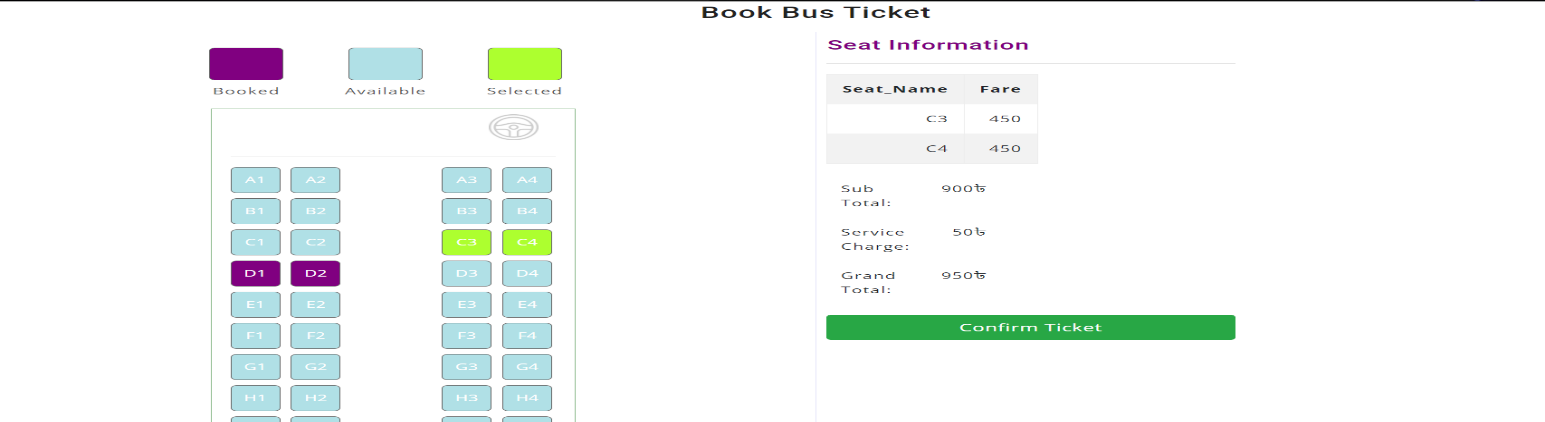 Book Bus Ticket
Booked Available Selected
A1 A2 A3 A4
B1 B2 B3 B4
C1 C2 C3 C4
D1 D2 D3 D4
E1 E2 E3 E4
F1 F2 F3 F4
G1 G2 G3 G4
H1 H2 H3 H4
Seat Information
Seat_Name Fare
C3 450
C4 450
Sub 900৳
Total:
Service 50৳
Charge:
Grand 950৳
Total:
Confirm Ticket